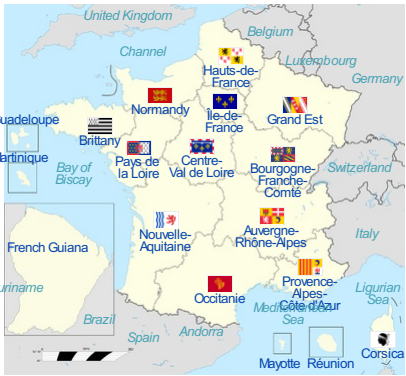 United Kingdom
Belgium
Channel
Luxembourg
Hauts-de-
France
Germany
Normandy
Île-de-
France
Grand Est
uadeloupe
Brittany
artinique
Pays de
la Loire
Centre-
Val de Loire
Bourgogne-
Franche-
Comté
Bay of
Biscay
Switzerland
Nouvelle-
Aquitaine
Auvergne-
Rhône-Alpes
Italy
French Guiana
Provence-
Alpes-
Côte d'Azur
Occitanie
uriname
Ligurian
Sea
Mediterranean
Sea
Brazil
Andorra
Spain
Corsica
Mayotte
Réunion